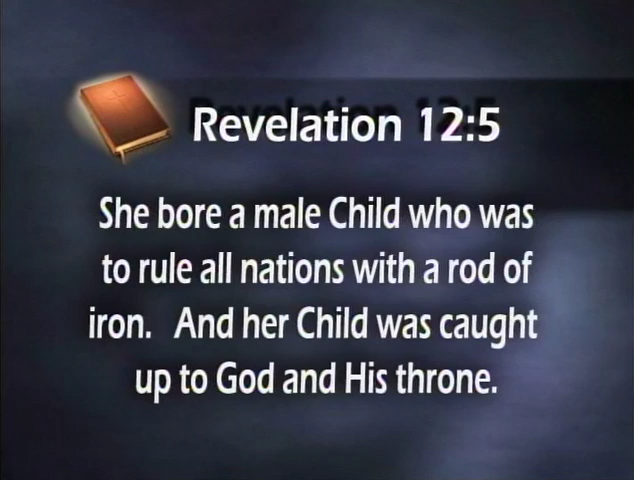 Revelation 12:5
She bore a male Child who was
to rule all nations with a rod of
iron.   And her Child was caught
up to God and His throne.